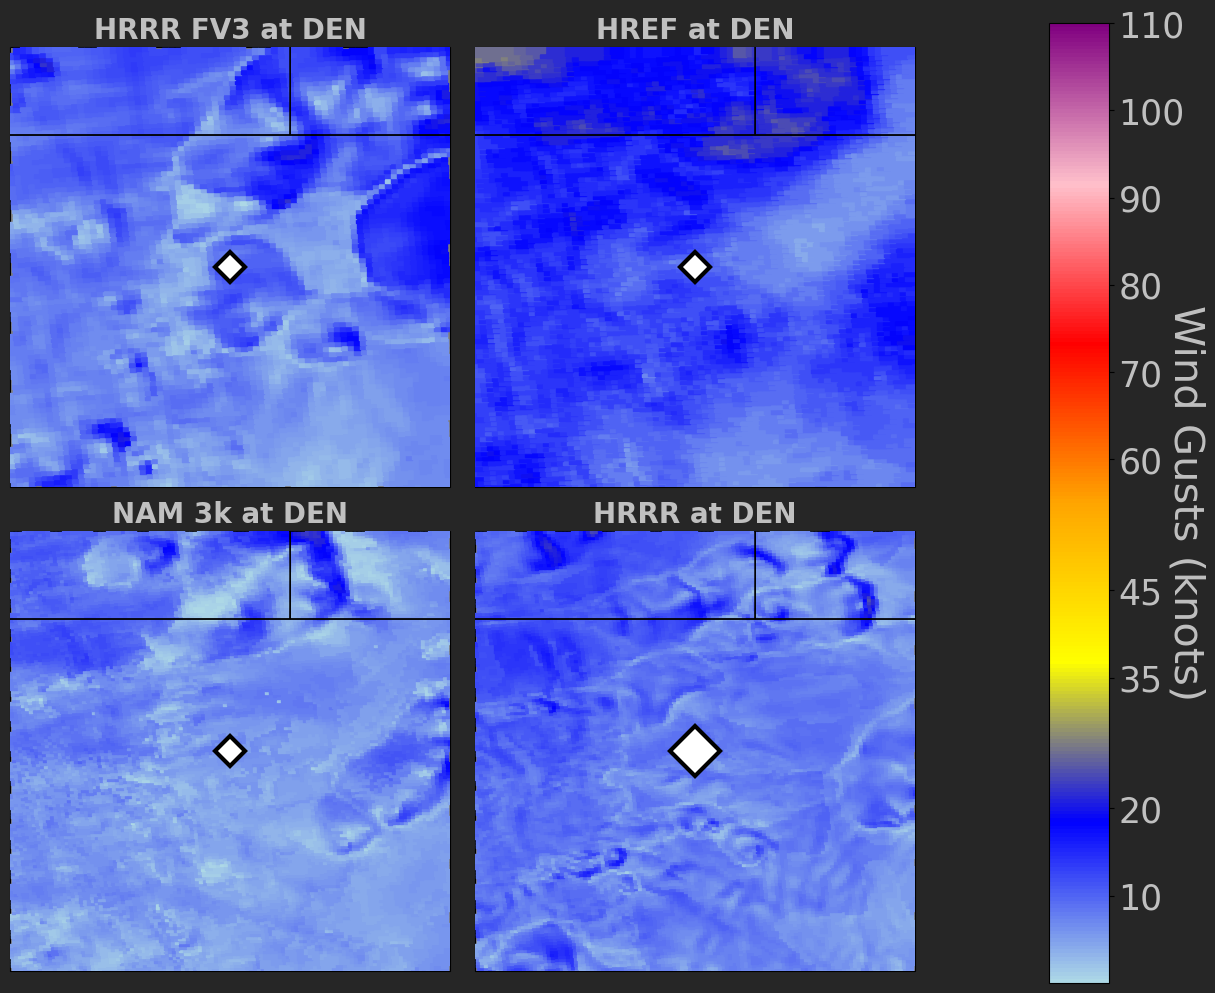 HRRR FV3 at DEN
HREF at DEN
NAM 3k at DEN
HRRR at DEN
110
100
90
80
70
60
45
35
20
10
Wind Gusts (knots)